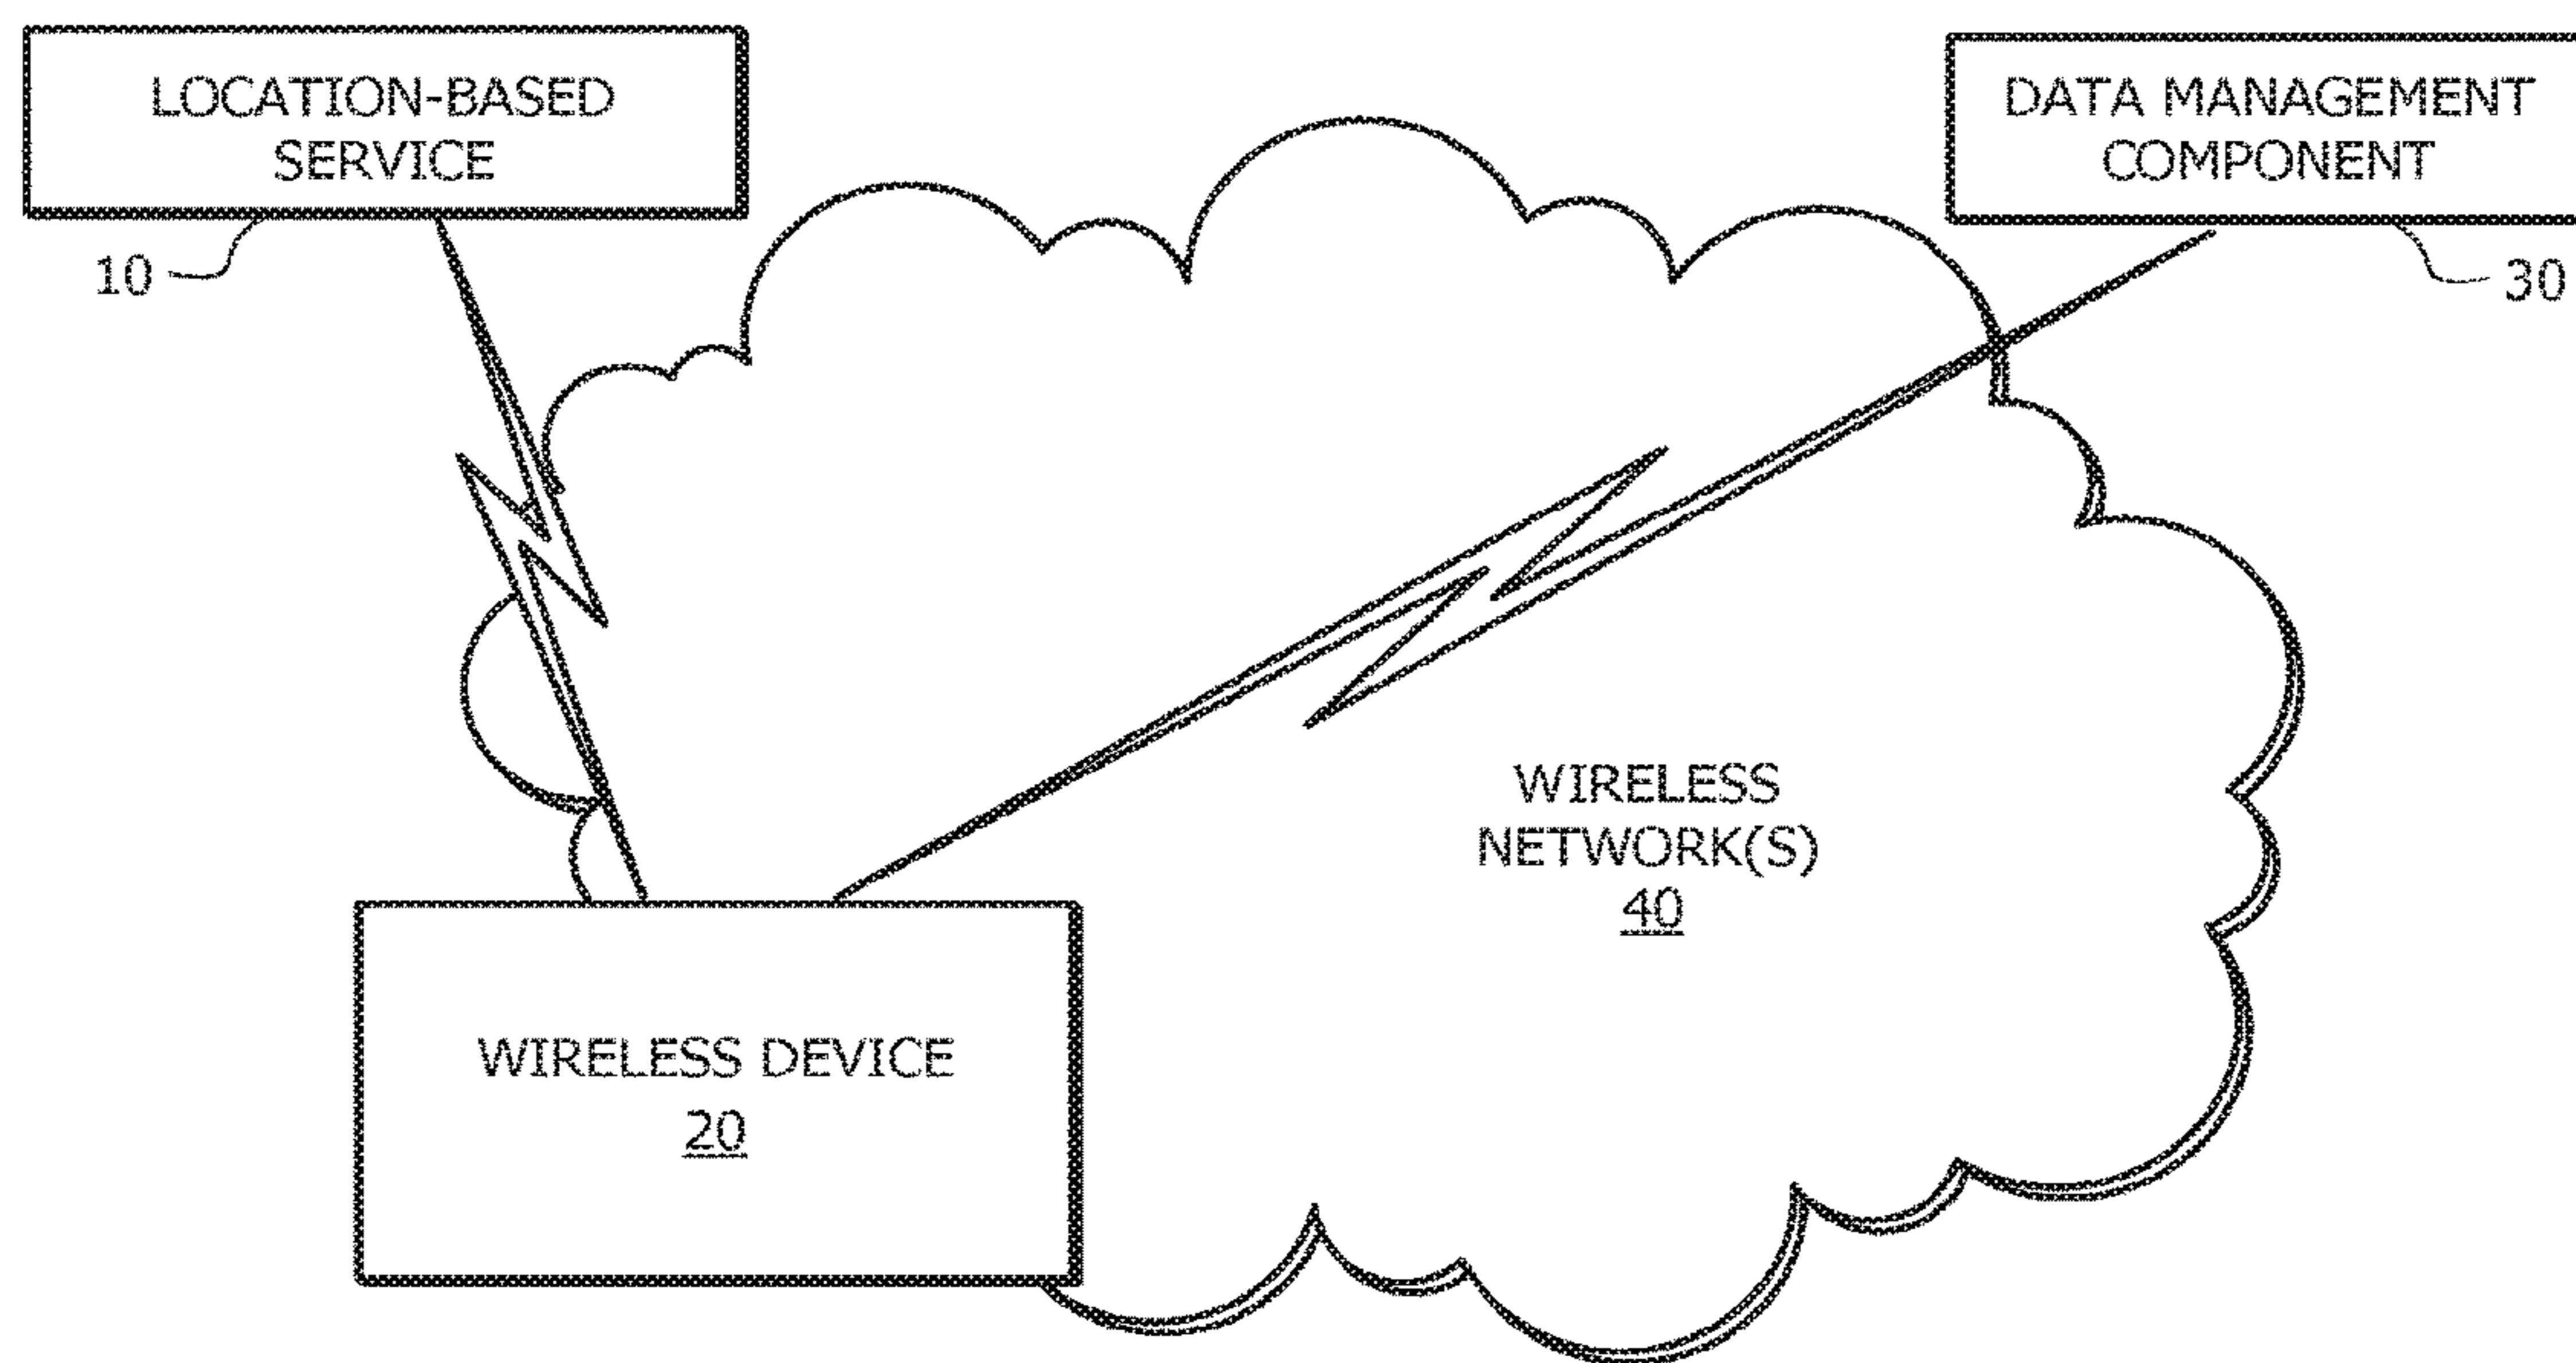 LOCATION-BASED
SERVICE
10
DATA MANAGEMENT
COMPONENT
30
WIRELESS
NETWORK(S)
40
WIRELESS DEVICE
20